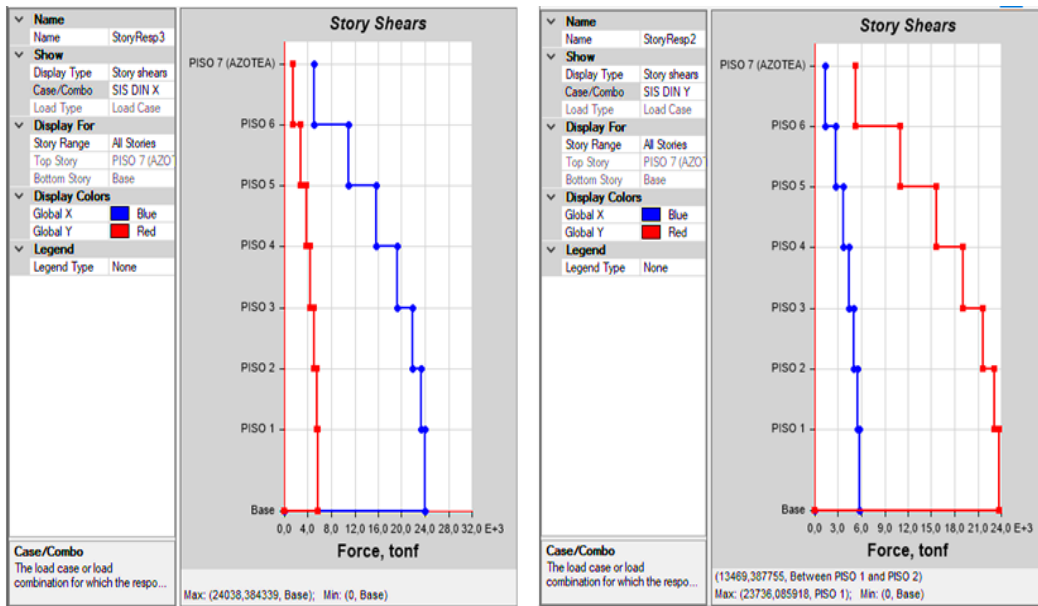 Name
Name StoryResp3
Show
Display Type Story shears
Case/Combo SIS DIN X
Load Type Load Case
Display For
Story Range All Stories
Top Story PISO 7 (AZOT
Bottom Story Base
Display Colors
Global X Blue
Global Y Red
Legend
Legend Type None
Case/Combo
The load case or load
combination for which the respo...
Story Shears
PISO 7 (AZOTEA)
PISO 6
PISO 5
PISO 4
PISO 3
PISO 2
PISO 1
Base
0,0 4,0 8,0 12,0 16,0 20,0 24,0 28,0 32,0 E+3
Force, tonf
Max: (24038,384339, Base); Min: (0, Base)
Name
Name StoryResp2
Show
Display Type Story shears
Case/Combo SIS DIN Y
Load Type Load Case
Display For
Story Range All Stories
Top Story PISO 7 (AZOT
Bottom Story Base
Display Colors
Global X Blue
Global Y Red
Legend
Legend Type None
Case/Combo
The load case or load
combination for which the respo...
Story Shears
PISO 7 (AZOTEA)
PISO 6
PISO 5
PISO 4
PISO 3
PISO 2
PISO 1
Base
0,0 3,0 6,0 9,0 12,0 15,0 18,0 21,0 24,0 E+3
Force, tonf
(13469,387755, Between PISO 1 and PISO 2)
Max: (23736,085918, PISO 1); Min: (0, Base)